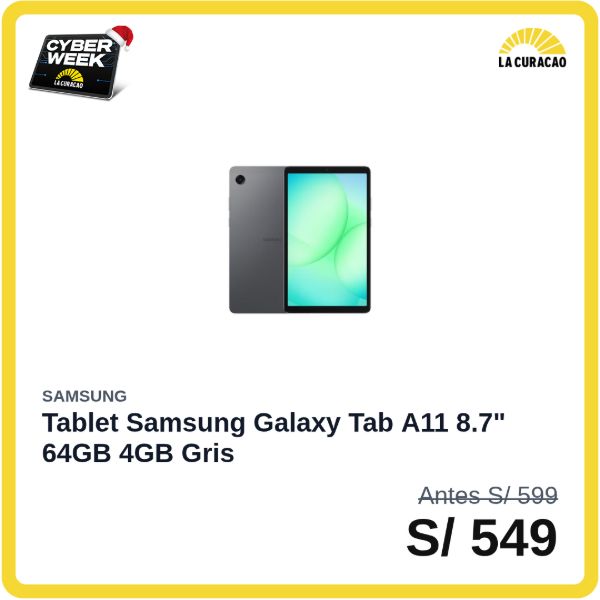 CYBER
WEEK
LA CURACAO
LA CURACAO
SAMSUNG
Tablet Samsung Galaxy Tab A11 8.7"
64GB 4GB Gris
Antes S/ 599
S/ 549